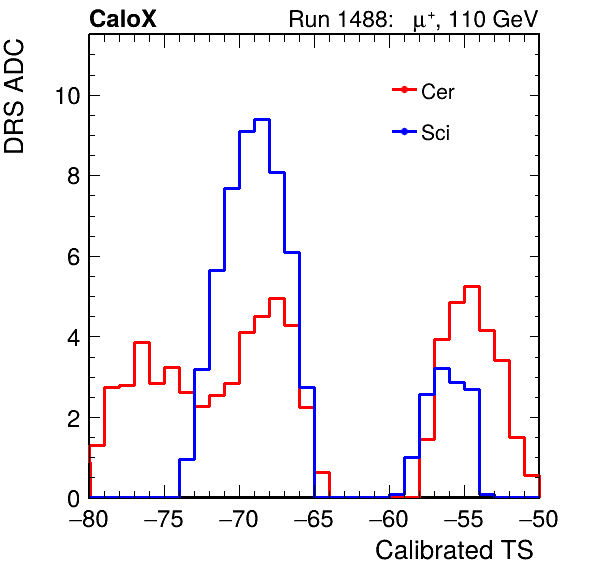 CaloX Run 1488: μ⁺, 110 GeV
DRS ADC
Cer
Sci
10
8
6
4
2
0
−80 −75 −70 −65 −60 −55 −50
Calibrated TS